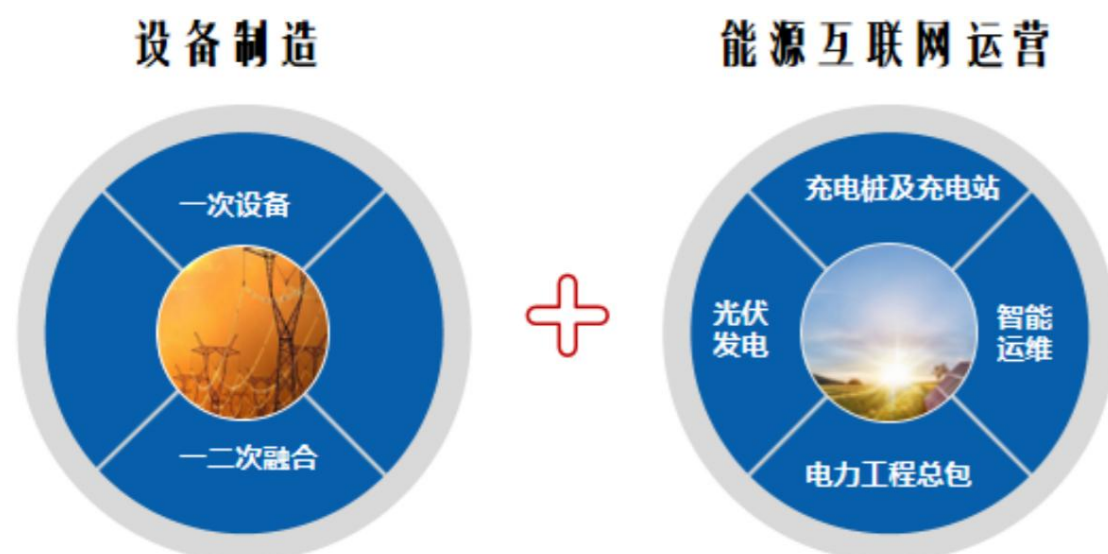 设备制造
能源互联网运营
一次设备
一二次融合
充电桩及充电站
光伏
发电
智能
运维
电力工程总包